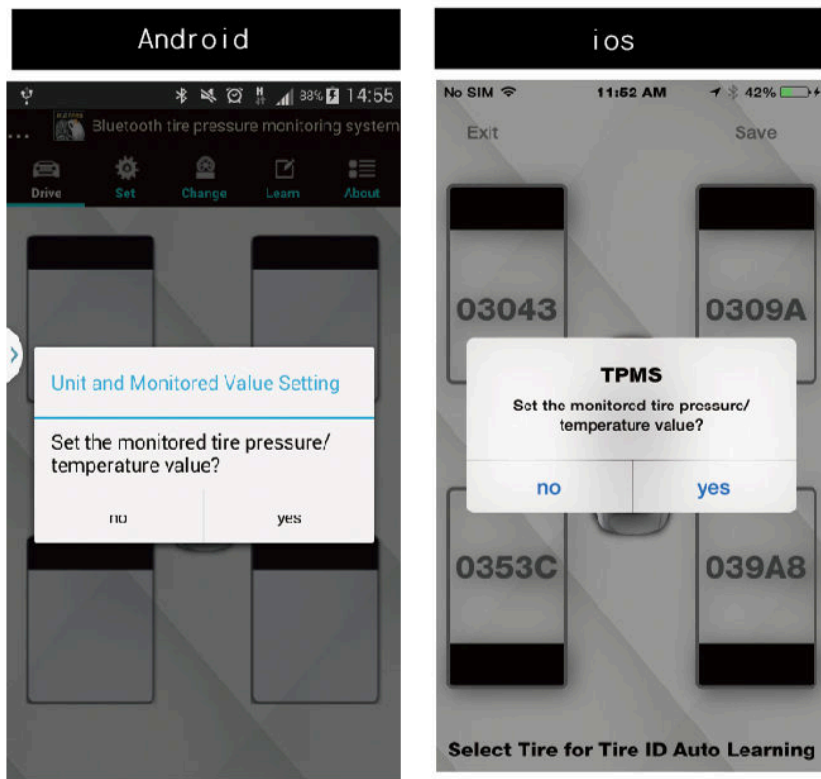 Android
38% 14:55
... Bluetooth tire pressure monitoring system
Drive Set Change Learn About
Unit and Monitored Value Setting
Set the monitored tire pressure/
temperature value?
no yes
ios
No SIM 11:52 AM 42%
Exit Save
03043 0309A
TPMS
Set the monitored tire pressure/
temperature value?
no yes
0353C 039A8
Select Tire for Tire ID Auto Learning